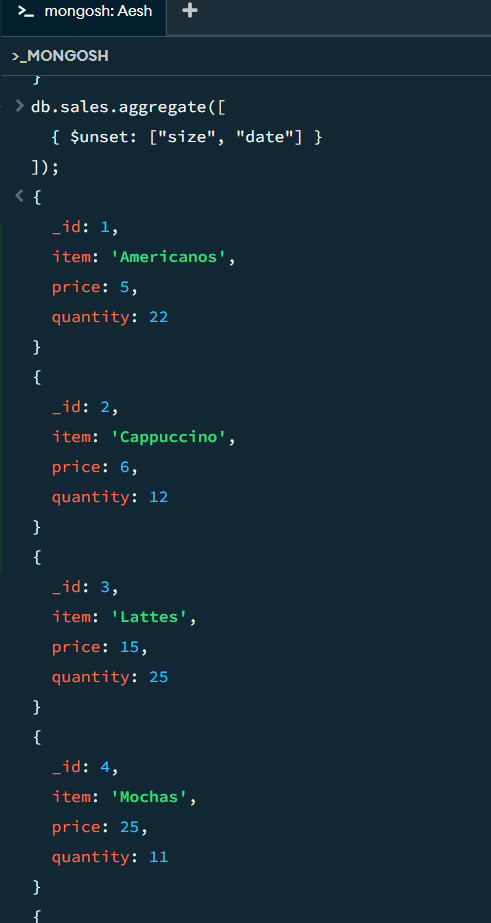 >_ mongosh: Aesh +
>_MONGOSH
}
> db.sales.aggregate([
{ $unset: ["size", "date"] }
]);
< {
_id: 1,
item: 'Americanos',
price: 5,
quantity: 22
}
{
_id: 2,
item: 'Cappuccino',
price: 6,
quantity: 12
}
{
_id: 3,
item: 'Lattes',
price: 15,
quantity: 25
}
{
_id: 4,
item: 'Mochas',
price: 25,
quantity: 11
}
{